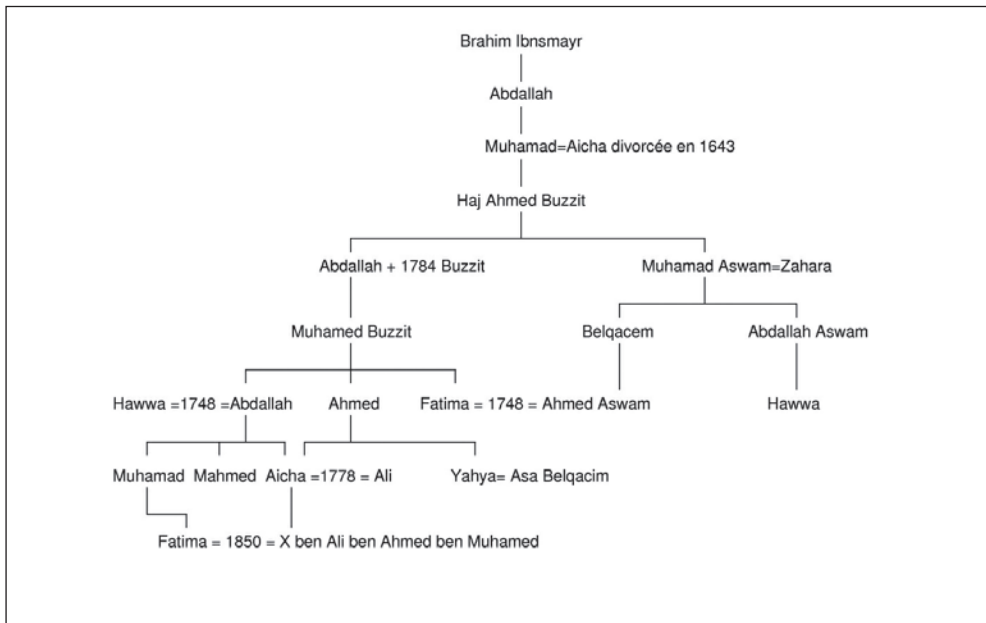 Brahim Ibnsmayr
Abdallah
Muhamad=Aicha divorcée en 1643
Haj Ahmed Buzzit
Abdallah + 1784 Buzzit Muhamad Aswam=Zahara
Muhamed Buzzit Belqacem Abdallah Aswam
Hawwa =1748 =Abdallah Ahmed Fatima = 1748 = Ahmed Aswam Hawwa
Muhamad Mahmed Aicha =1778 = Ali Yahya= Asa Belqacim
Fatima = 1850 = X ben Ali ben Ahmed ben Muhamed